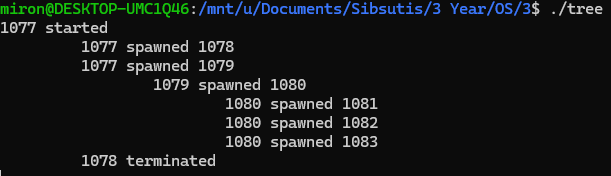 miron@DESKTOP-UMC1Q46:/mnt/u/Documents/Sibsutis/3 Year/OS/3$ ./tree
1077 started
1077 spawned 1078
1077 spawned 1079
1079 spawned 1080
1080 spawned 1081
1080 spawned 1082
1080 spawned 1083
1078 terminated